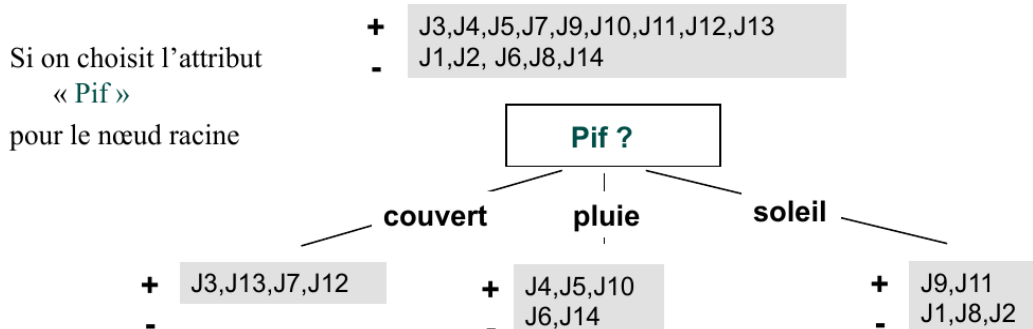 Si on choisit l'attribut
« Pif »
pour le nœud racine
+ J3,J4,J5,J7,J9,J10,J11,J12,J13
- J1,J2, J6,J8,J14
Pif ?
couvert pluie soleil
+ J3,J13,J7,J12
-
+ J4,J5,J10
- J6,J14
+ J9,J11
- J1,J8,J2